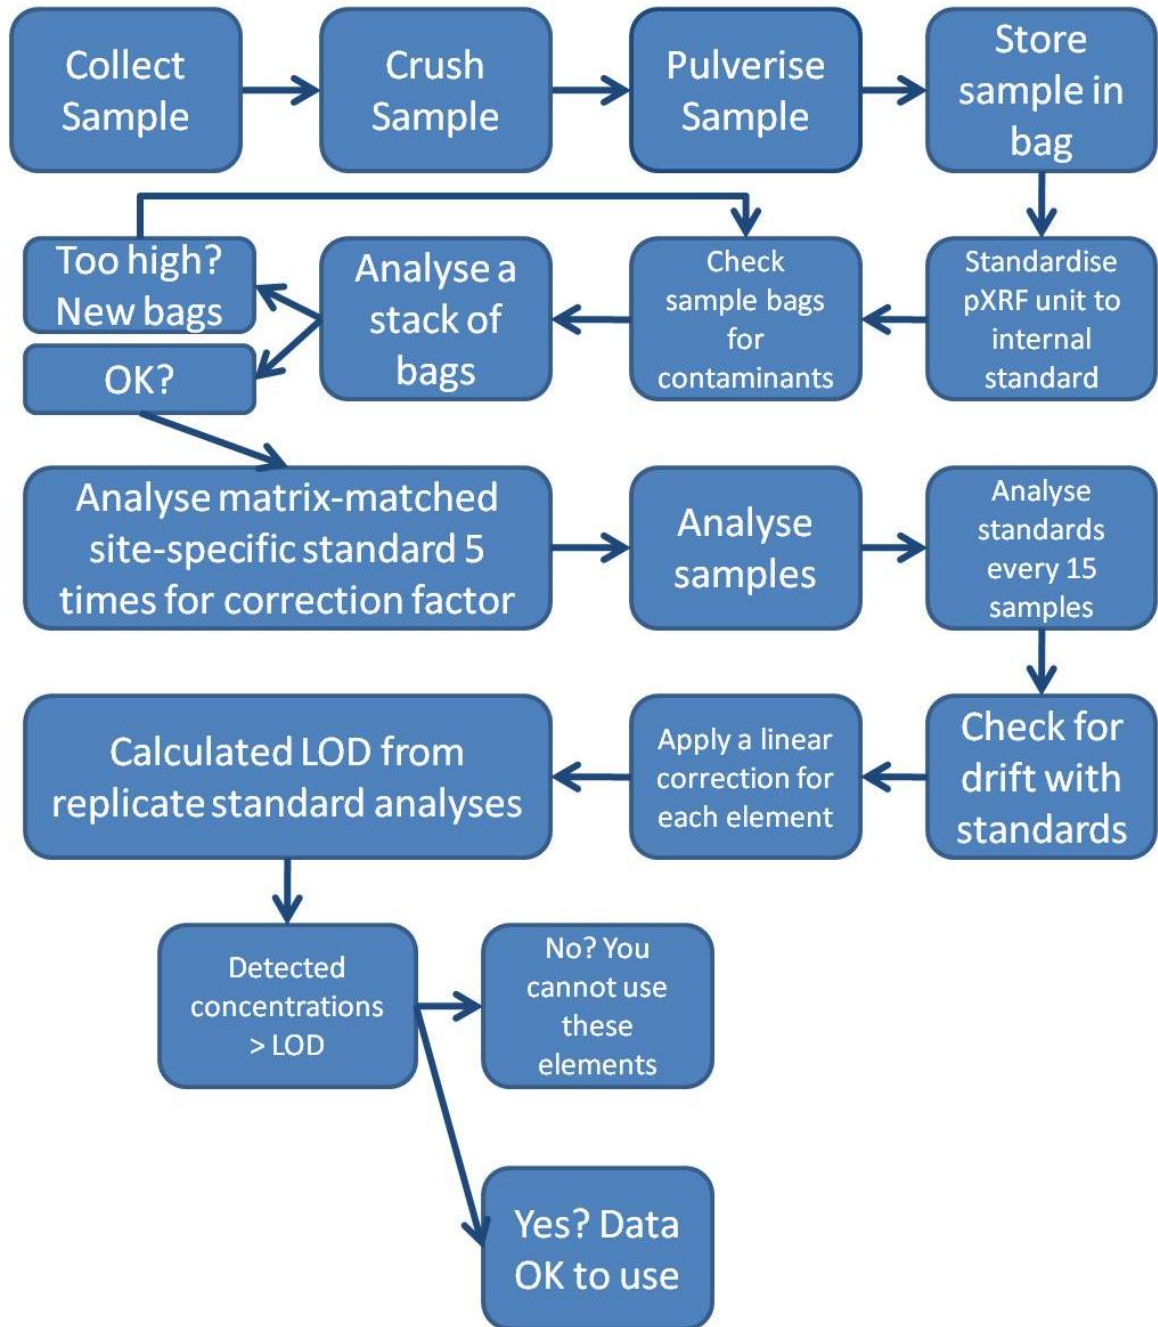 Collect
Sample
Crush
Sample
Pulverise
Sample
Store
sample in
bag
Standardise
pXRF unit to
internal
standard
Check
sample bags
for
contaminants
Analyse a
stack of
bags
Too high?
New bags
OK?
Analyse matrix-matched
site-specific standard 5
times for correction factor
Analyse
samples
Analyse
standards
every 15
samples
Check for
drift with
standards
Apply a linear
correction for
each element
Calculated LOD from
replicate standard analyses
Detected
concentrations
> LOD
No? You
cannot use
these
elements
Yes? Data
OK to use